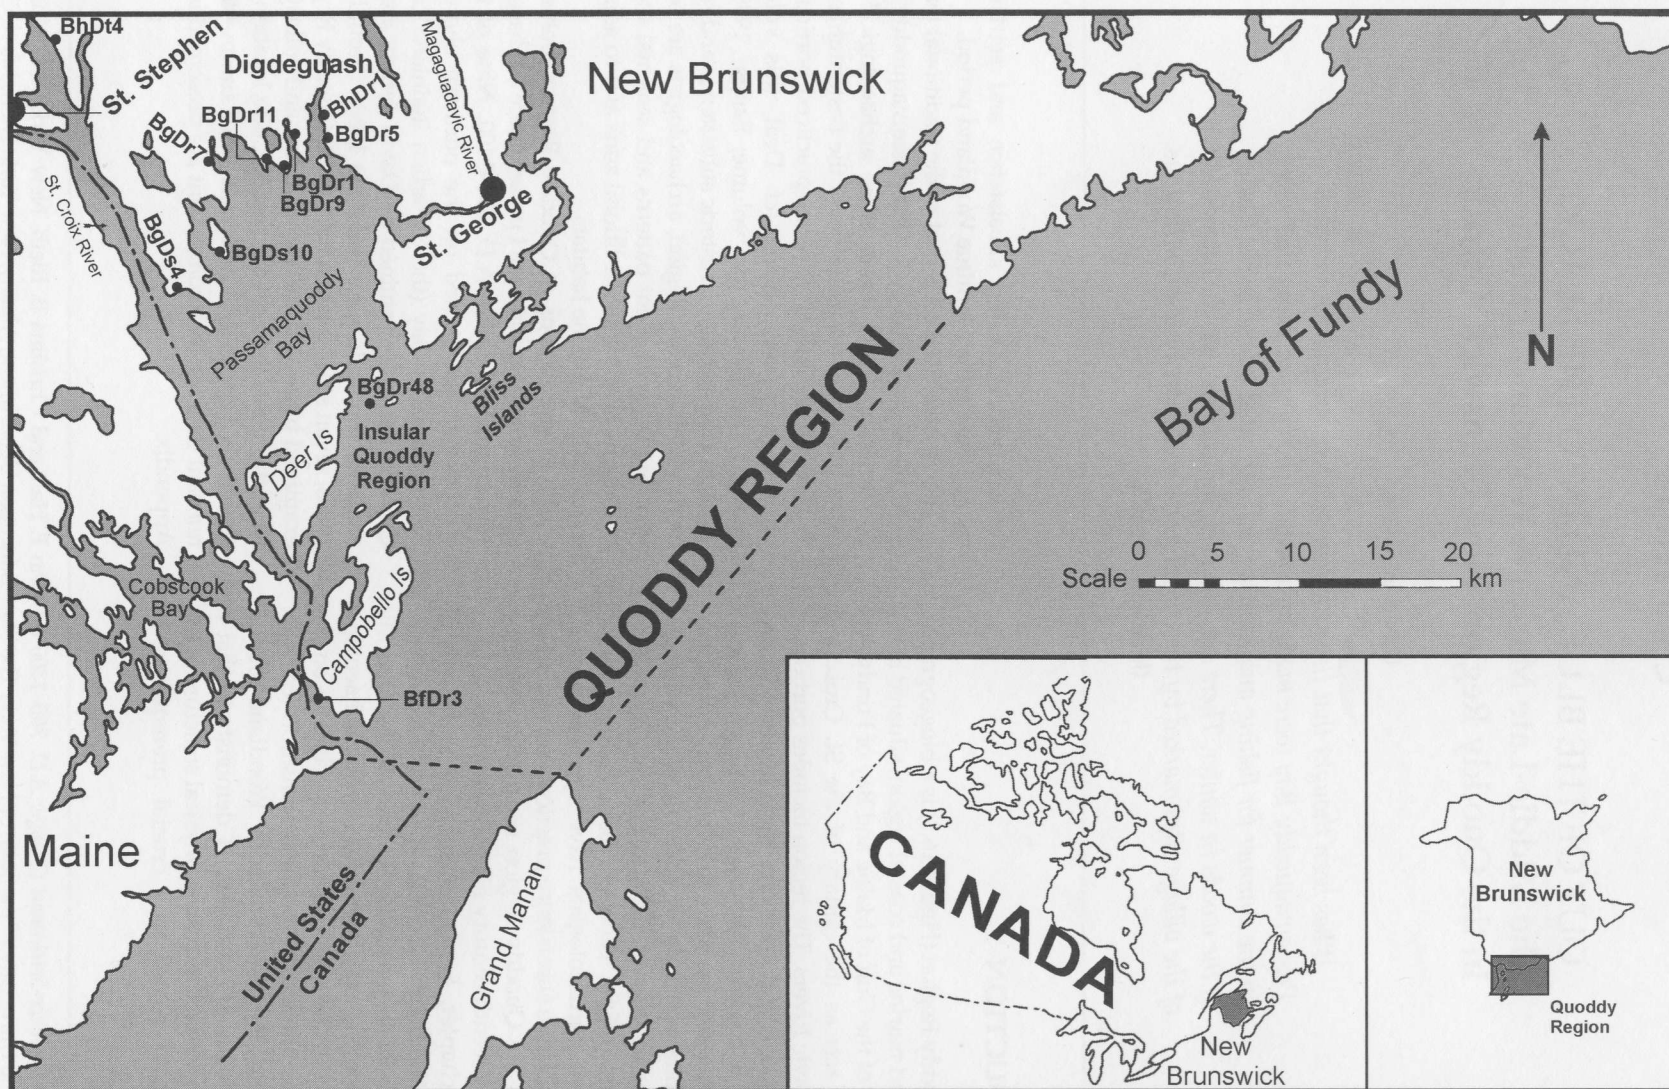 BhDt4
St. Stephen
Digdeguash
Magaguadavic River
New Brunswick
BhDr1
BgDr11
BgDr5
BgDr7
BgDr1
BgDr9
St. Croix River
St. George
BgDs4
BgDs10
Passamaquoddy
Bay
BgDr48
Bliss
Islands
Insular
Quoddy
Region
Deer Is
QUODDY REGION
Bay of Fundy
N
0 5 10 15 20
Scale km
Cobscook
Bay
Campobello Is
BfDr3
Maine
United States
Canada
Grand Manan
CANADA
New
Brunswick
New
Brunswick
Quoddy
Region